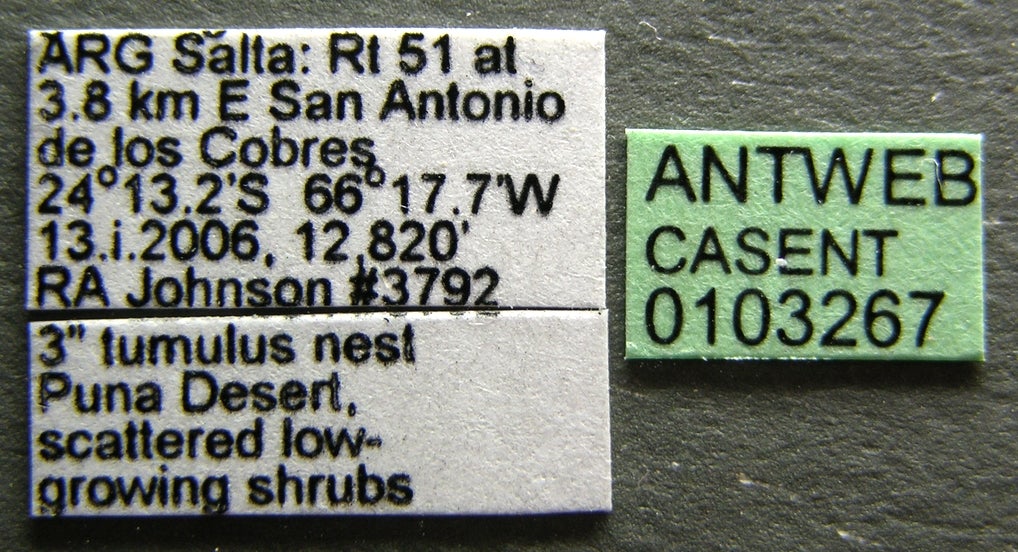 ARG Salta: Rt 51 at
3.8 km E San Antonio
de los Cobres
24°13.2'S 66°17.7'W
13.i.2006, 12,820'
RA Johnson #3792
3" tumulus nest
Puna Desert,
scattered low-
growing shrubs
ANTWEB
CASENT
0103267